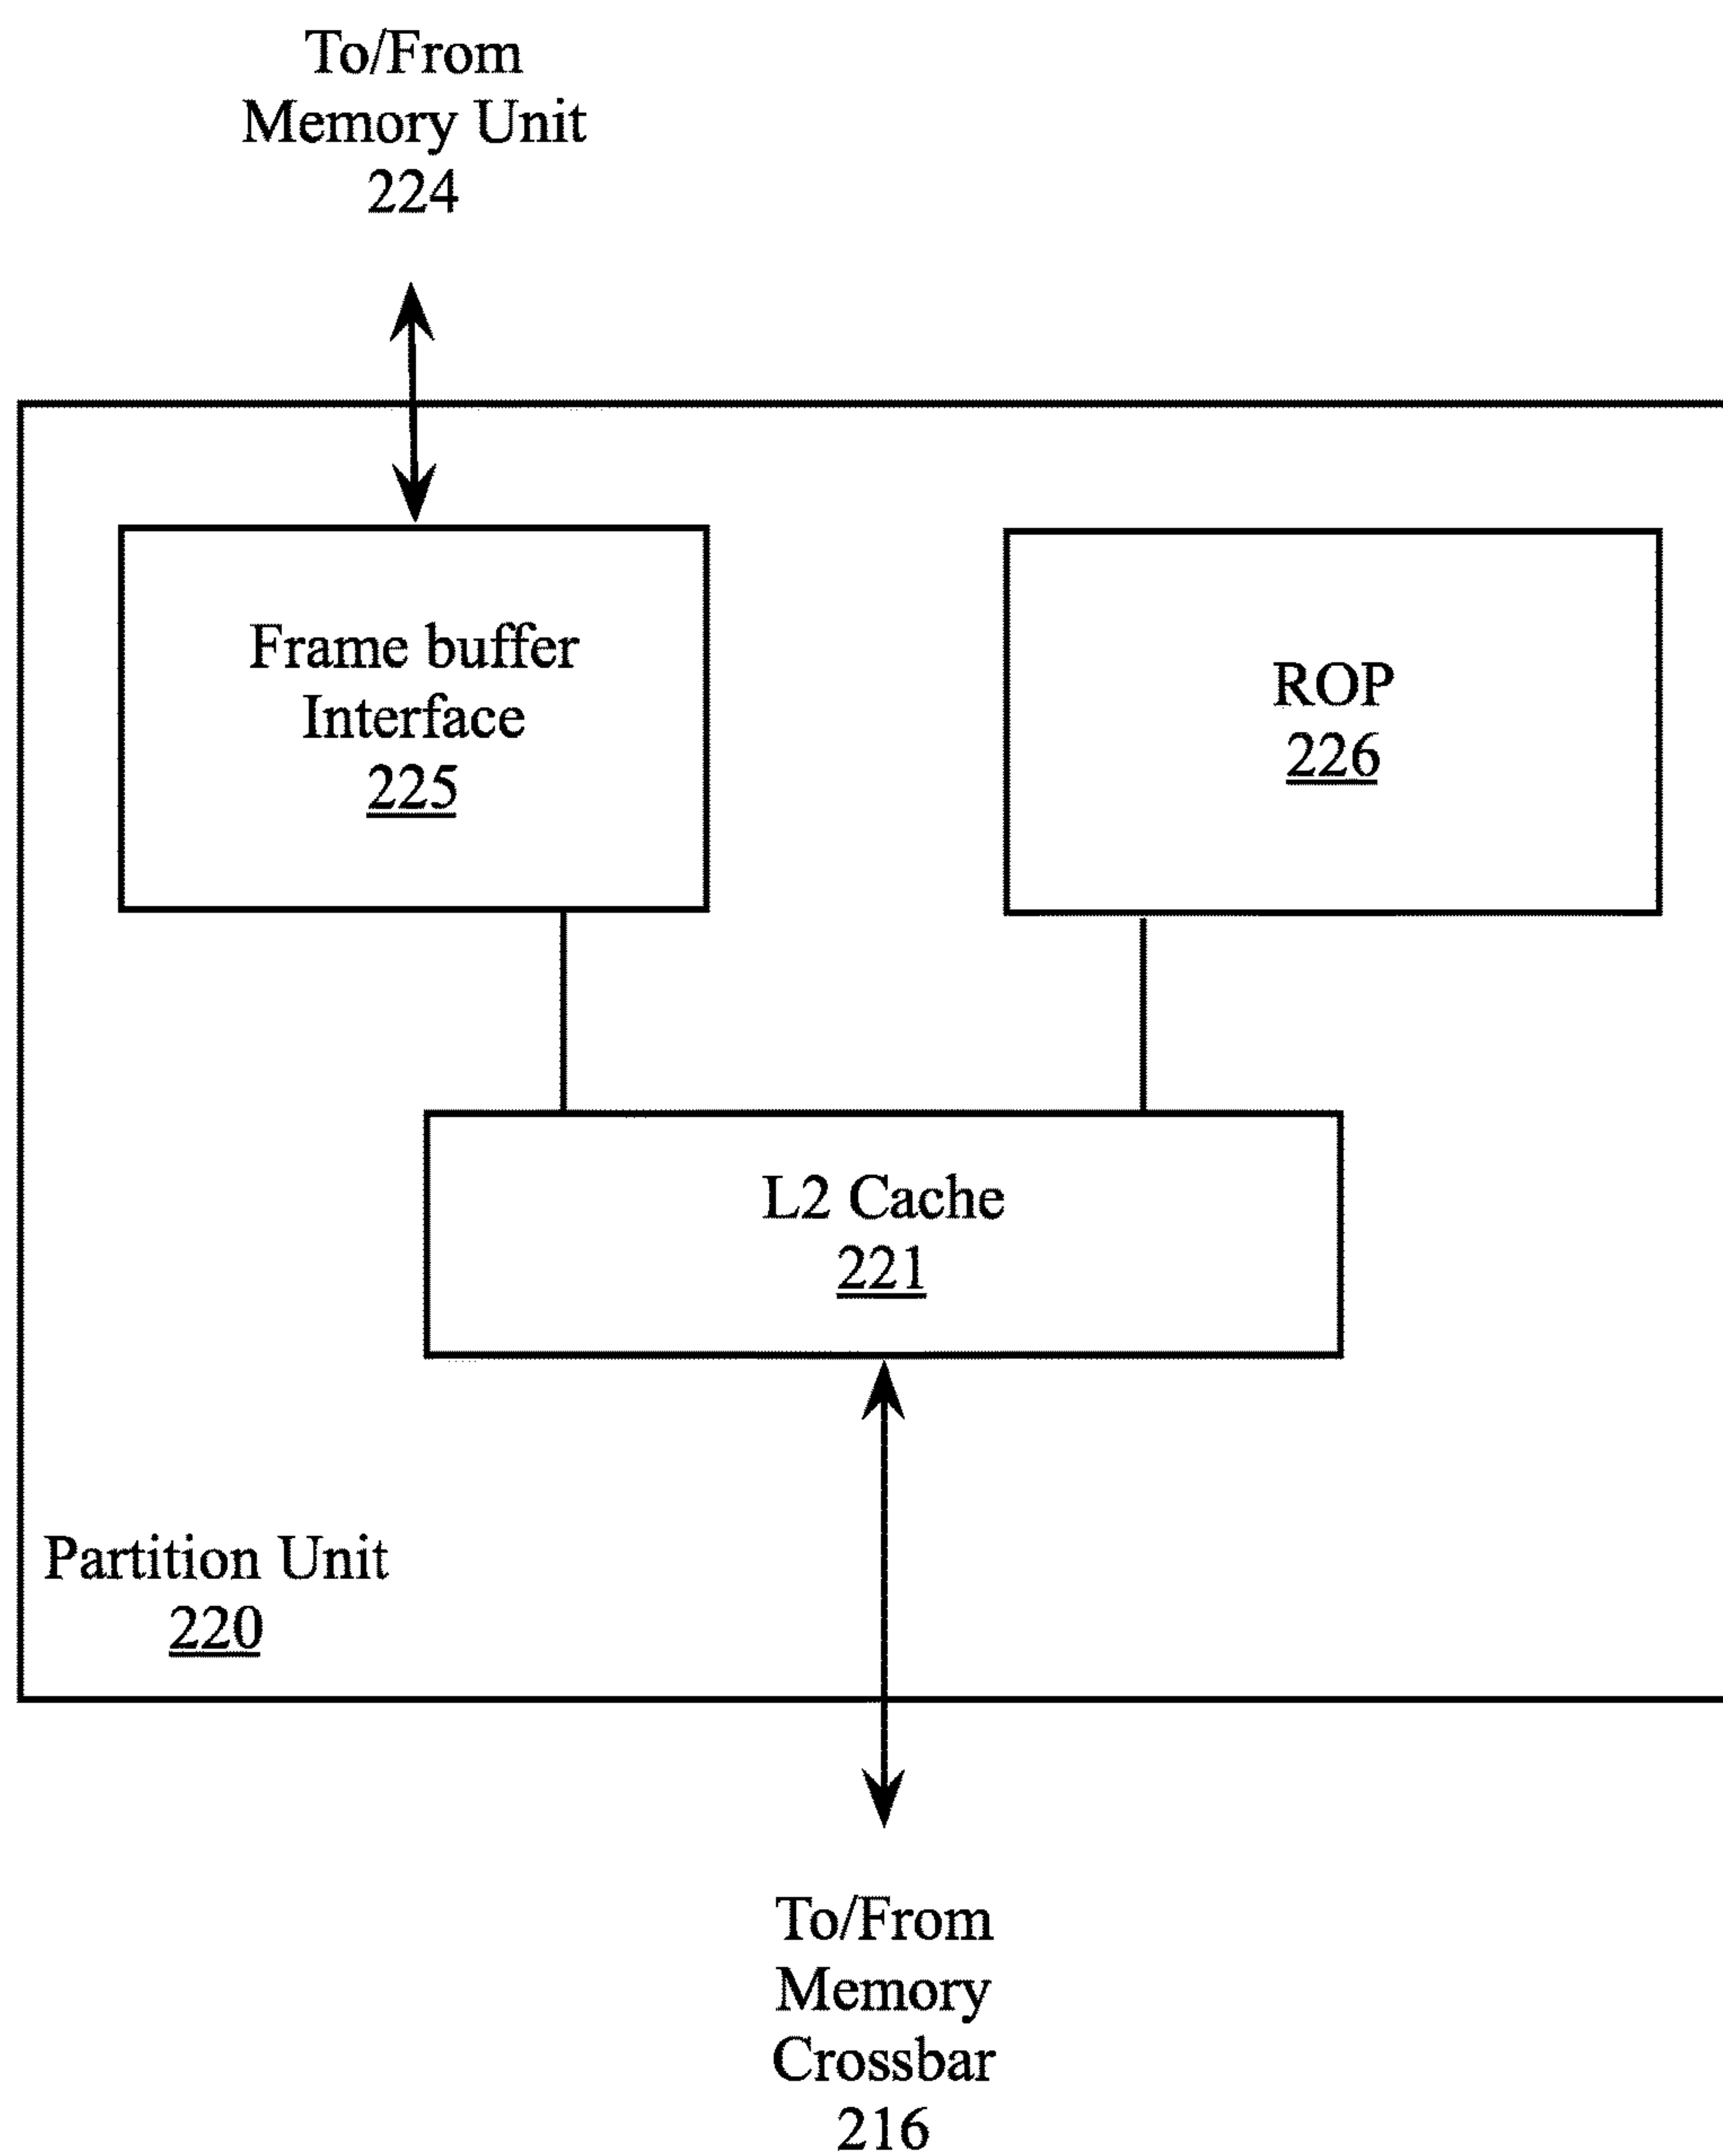 To/From
Memory Unit
224
Frame buffer
Interface
225
ROP
226
L2 Cache
221
Partition Unit
220
To/From
Memory
Crossbar
216